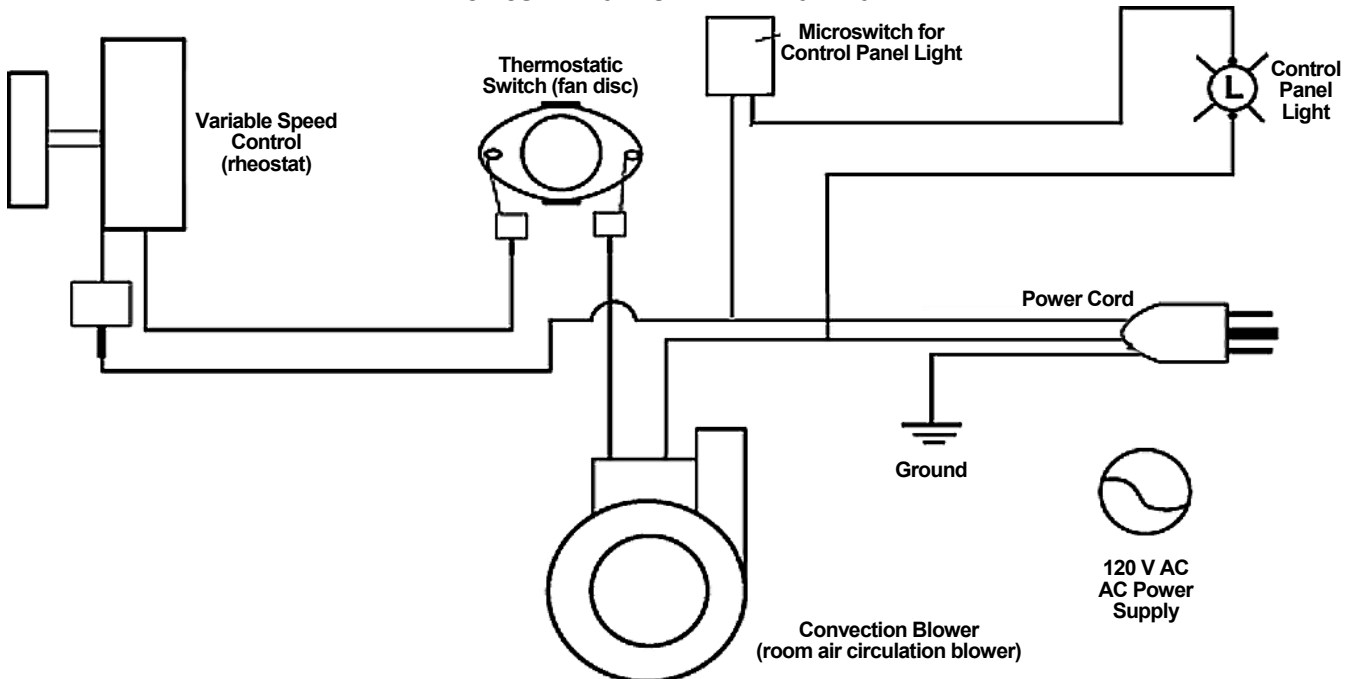 Microswitch for
Control Panel Light
Thermostatic
Switch (fan disc)
Control
Panel
Light
L
Variable Speed
Control
(rheostat)
Power Cord
Ground
120 V AC
AC Power
Supply
Convection Blower
(room air circulation blower)